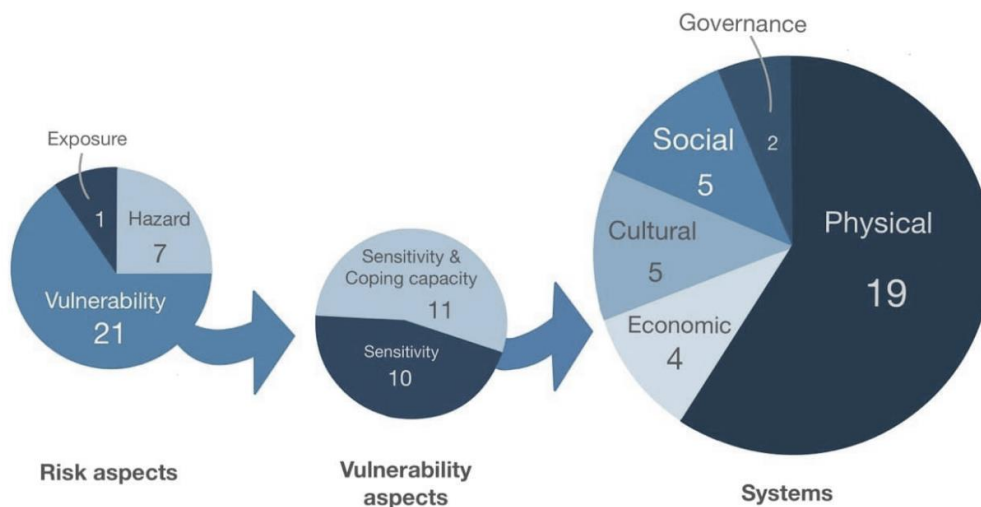 Exposure
1
Hazard
7
Vulnerability
21
Risk aspects
Sensitivity &
Coping capacity
11
Sensitivity
10
Vulnerability
aspects
Governance
2
Social
5
Cultural
5
Economic
4
Physical
19
Systems